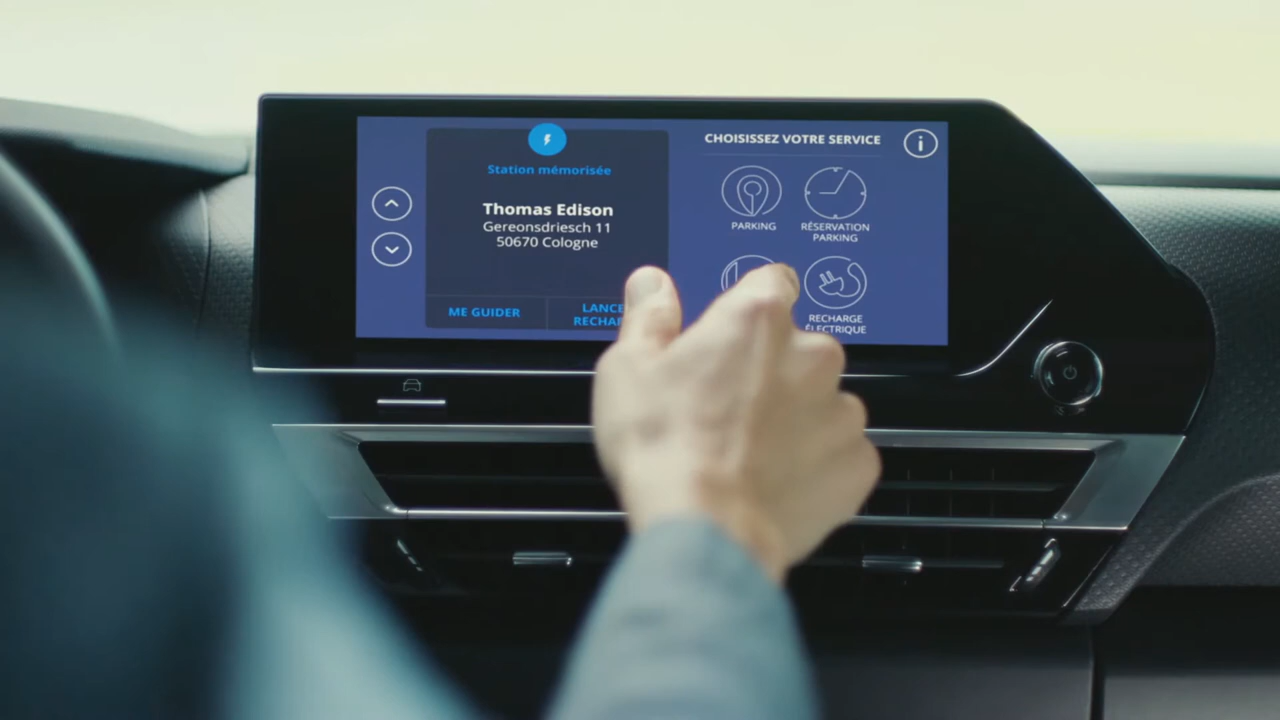 Station mémorisée
Thomas Edison
Gereonsdriesch 11
50670 Cologne
ME GUIDER
CHOISISSEZ VOTRE SERVICE
i
PARKING
RÉSERVATION
PARKING
RECHARGE
ÉLECTRIQUE